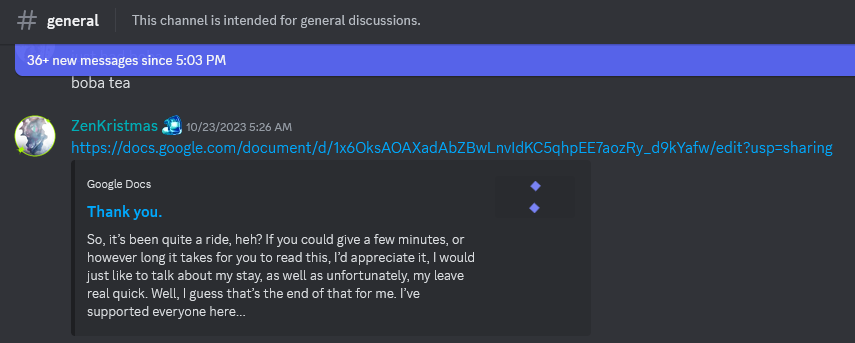 # general
This channel is intended for general discussions.
36+ new messages since 5:03 PM
boba tea
ZenKristmas 10/23/2023 5:26 AM
https://docs.google.com/document/d/1x6OksAOAXadAbZBwLnvIdKC5qhpEE7aozRy_d9kYafw/edit?usp=sharing
Google Docs
Thank you.
So, it's been quite a ride, heh? If you could give a few minutes, or
however long it takes for you to read this, I'd appreciate it, I would
just like to talk about my stay, as well as unfortunately, my leave
real quick. Well, I guess that's the end of that for me. I've
supported everyone here...